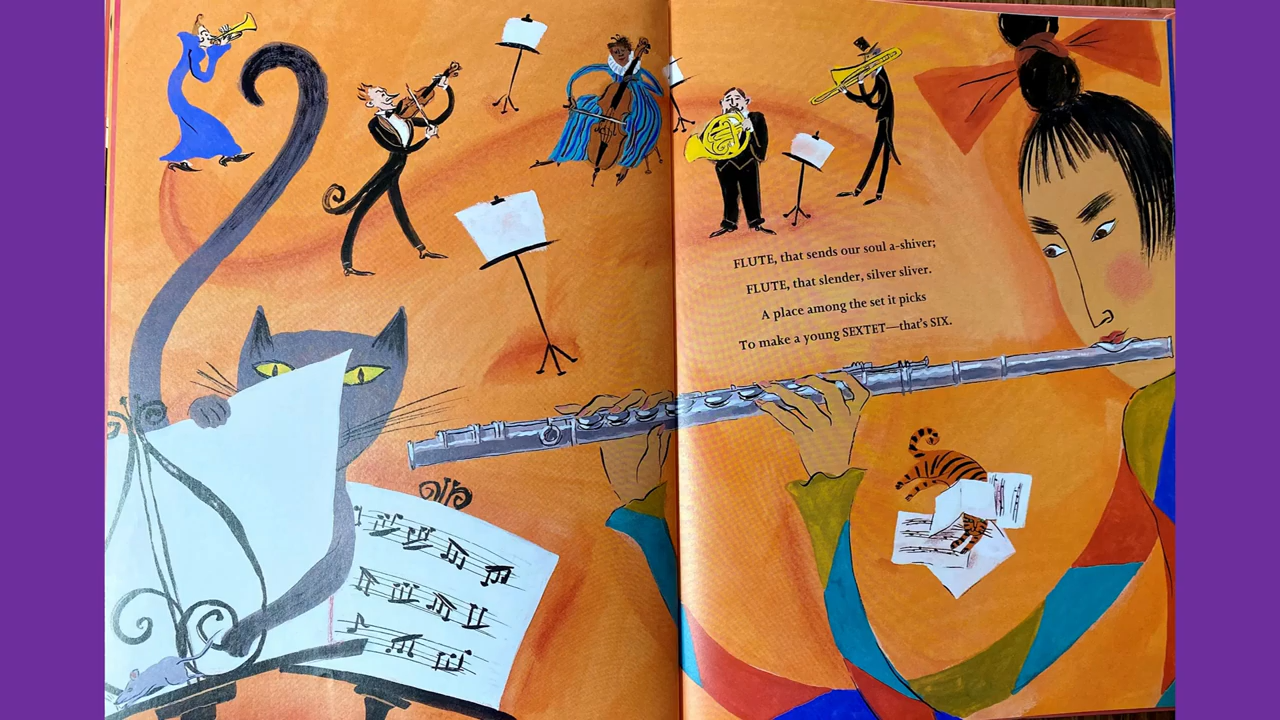 FLUTE, that sends our soul a-shiver;
FLUTE, that slender, silver sliver.
A place among the set it picks
To make a young SEXTET—that's SIX.